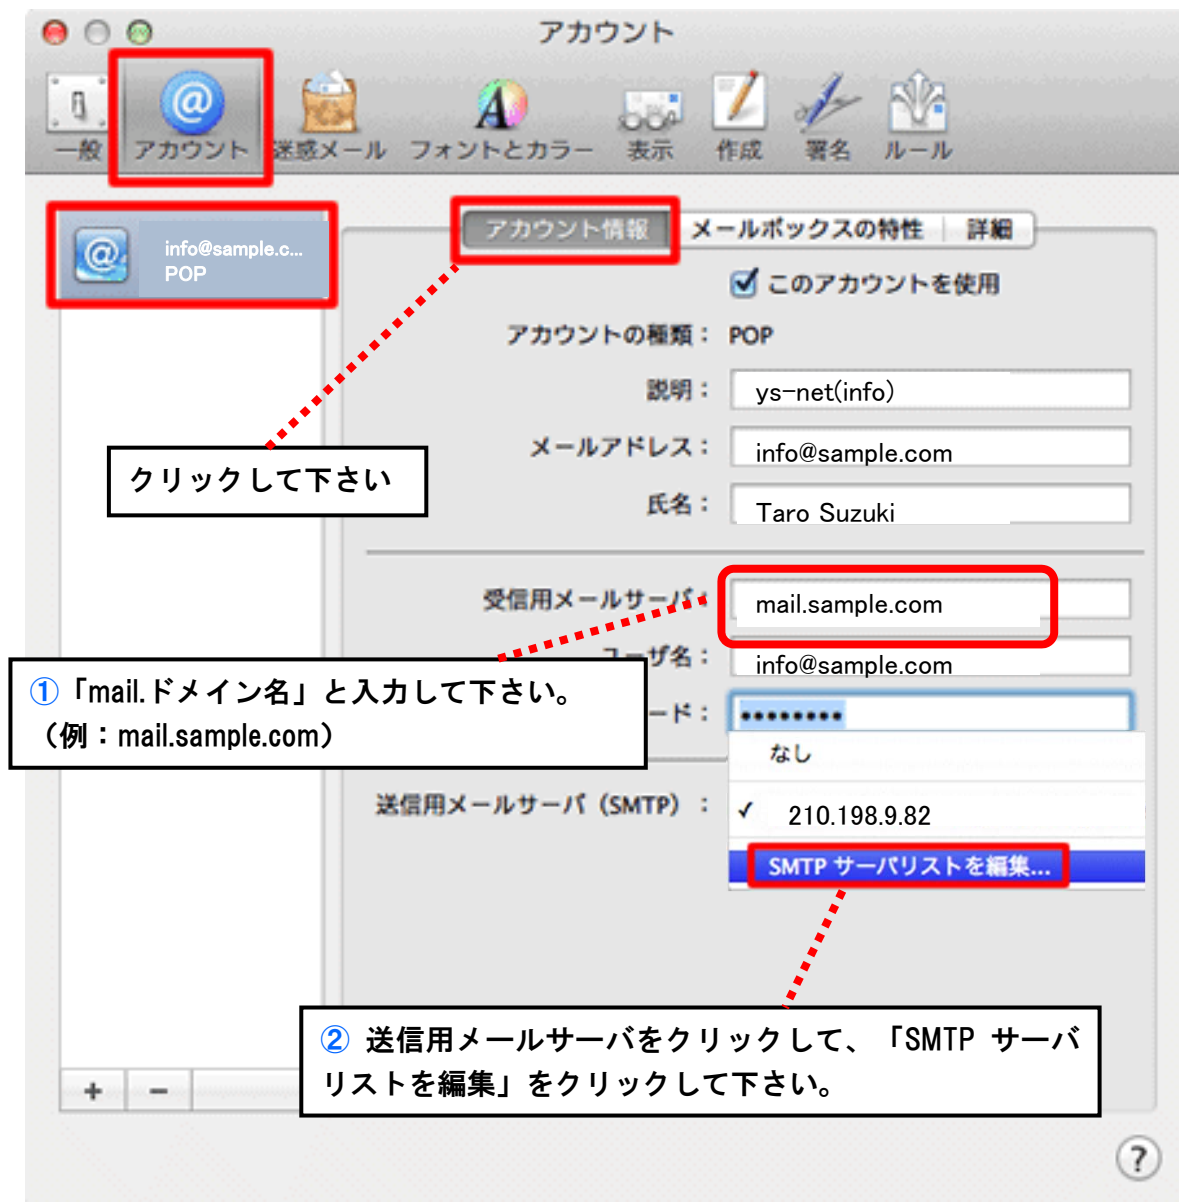 アカウント
一般 アカウント 迷惑メール フォントとカラー 表示 作成 署名 ルール
info@sample.c...
POP
アカウント情報 メールボックスの特性 詳細
このアカウントを使用
アカウントの種類： POP
説明： ys-net(info)
メールアドレス： info@sample.com
氏名： Taro Suzuki
クリックして下さい
受信用メールサーバ： mail.sample.com
ユーザ名： info@sample.com
①「mail.ドメイン名」と入力して下さい。
（例：mail.sample.com）
ード： ••••••••
なし
送信用メールサーバ（SMTP）： ✓ 210.198.9.82
SMTP サーバリストを編集...
② 送信用メールサーバをクリックして、「SMTP サーバ
リストを編集」をクリックして下さい。
+ −
?